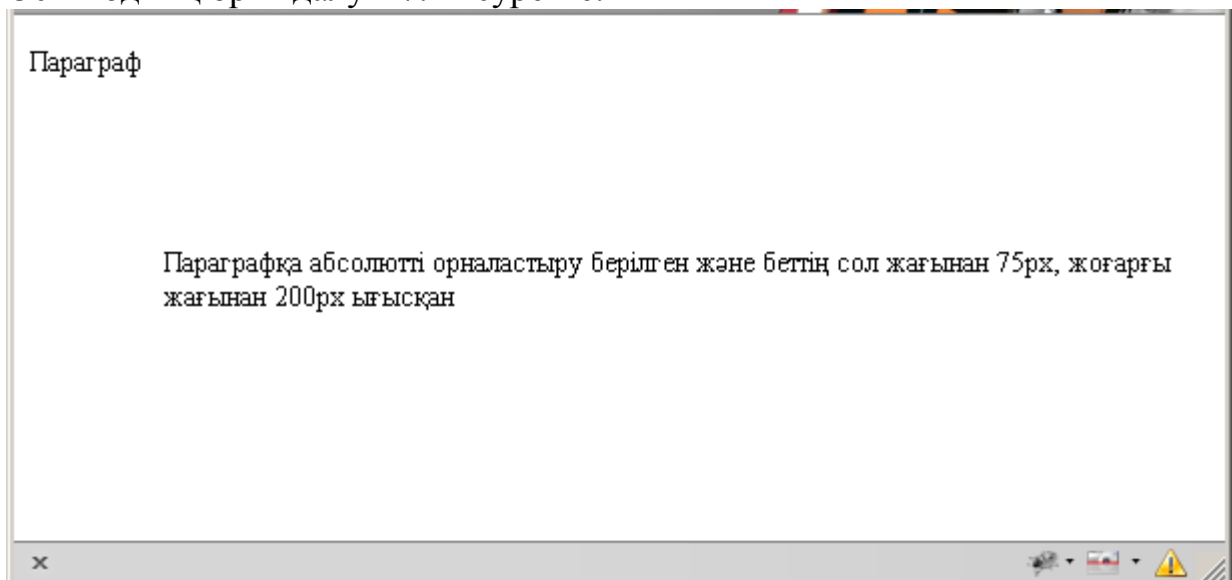 Параграф
Параграфқа абсолютті орналастыру берілген және беттің сол жағынан 75px, жоғарғы
жағынан 200px ығысқан